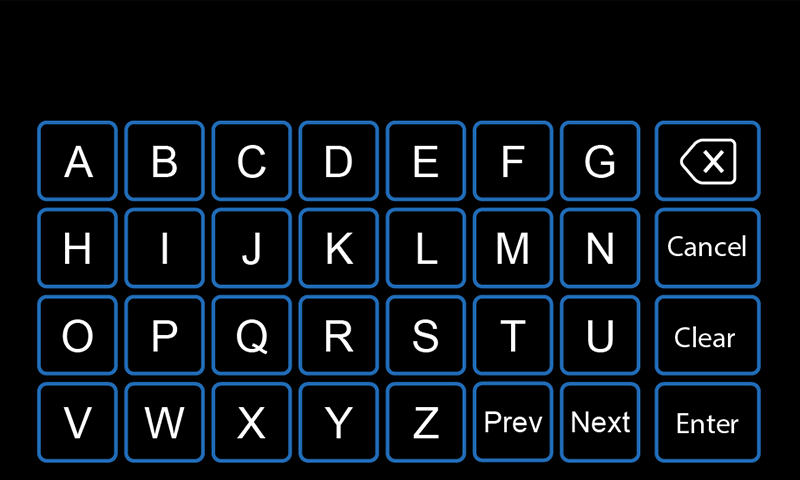 A B C D E F G
H I J K L M N Cancel
O P Q R S T U Clear
V W X Y Z Prev Next Enter